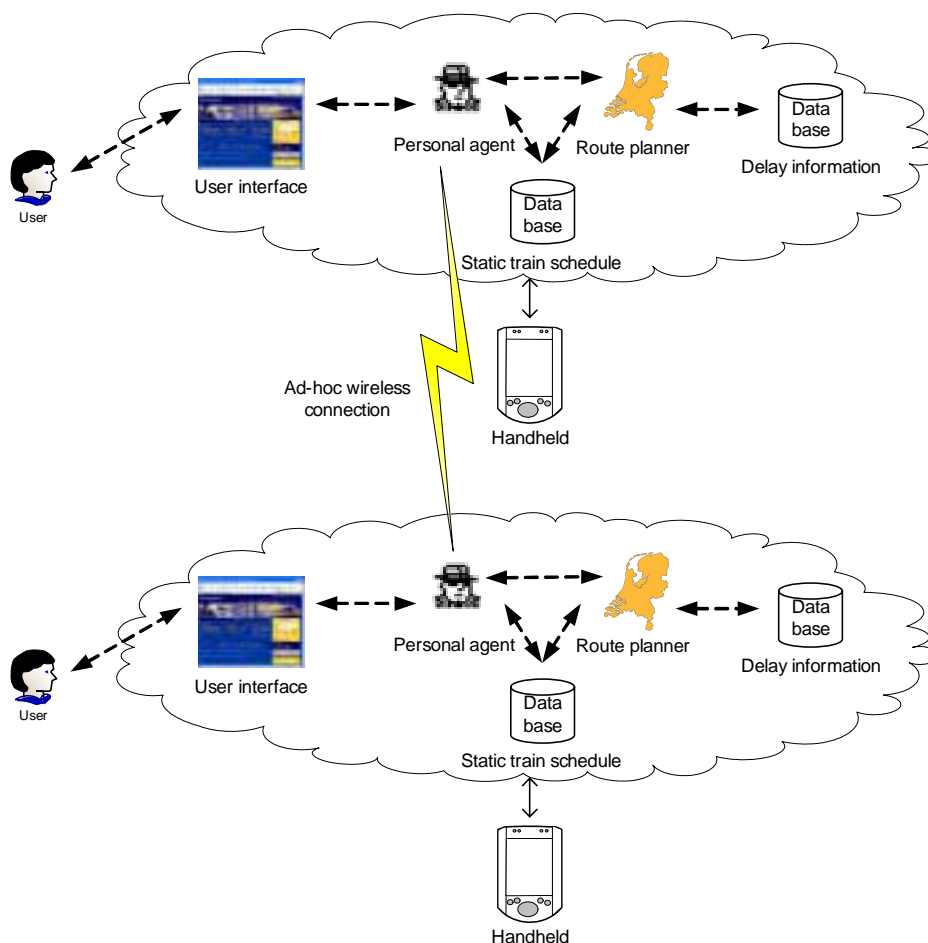 Data
base
Personal agent
Route planner
Delay information
User interface
User
Data
base
Static train schedule
Ad-hoc wireless
connection
Handheld
Data
base
Personal agent
Route planner
Delay information
User interface
User
Data
base
Static train schedule
Handheld